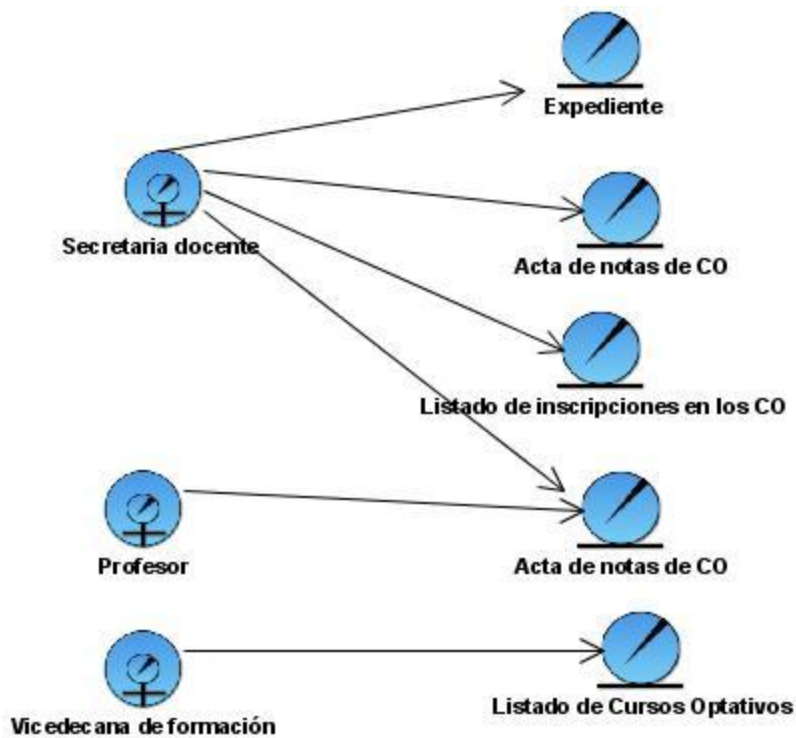 Expediente
Secretaria docente
Acta de notas de CO
Listado de inscripciones en los CO
Profesor
Acta de notas de CO
Listado de Cursos Optativos
Vicedecana de formación